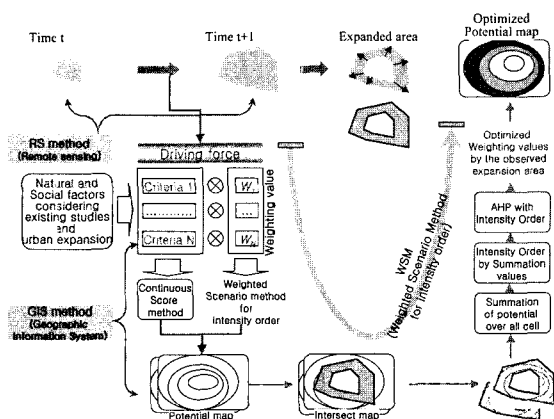 Time t
Time t+1
Expanded area
Optimized
Potential map
RS method
(Remote sensing)
Driving force
Natural and
Social factors
considering
existing studies
and
urban expansion
Criteria 1
W1
...........
...
Criteria N
WN
Weighting value
Continuous
Score
method
Weighted
Scenario method
for
intensity order
GIS method
(Geographic
Information System)
WSM
(Weighted Scenario Method
for intensity order)
Optimized
Weighting values
by the observed
expansion area
AHP with
Intensity Order
Intensity Order
by Summation
values
Summation
of potential
over all cell
Potential map
Intersect map